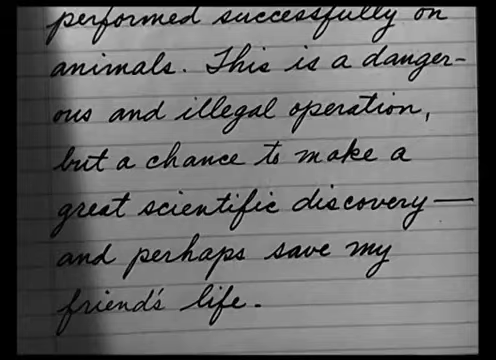 performed successfully on
animals. This is a danger-
ous and illegal operation,
but a chance to make a
great scientific discovery—
and perhaps save my
friend's life.